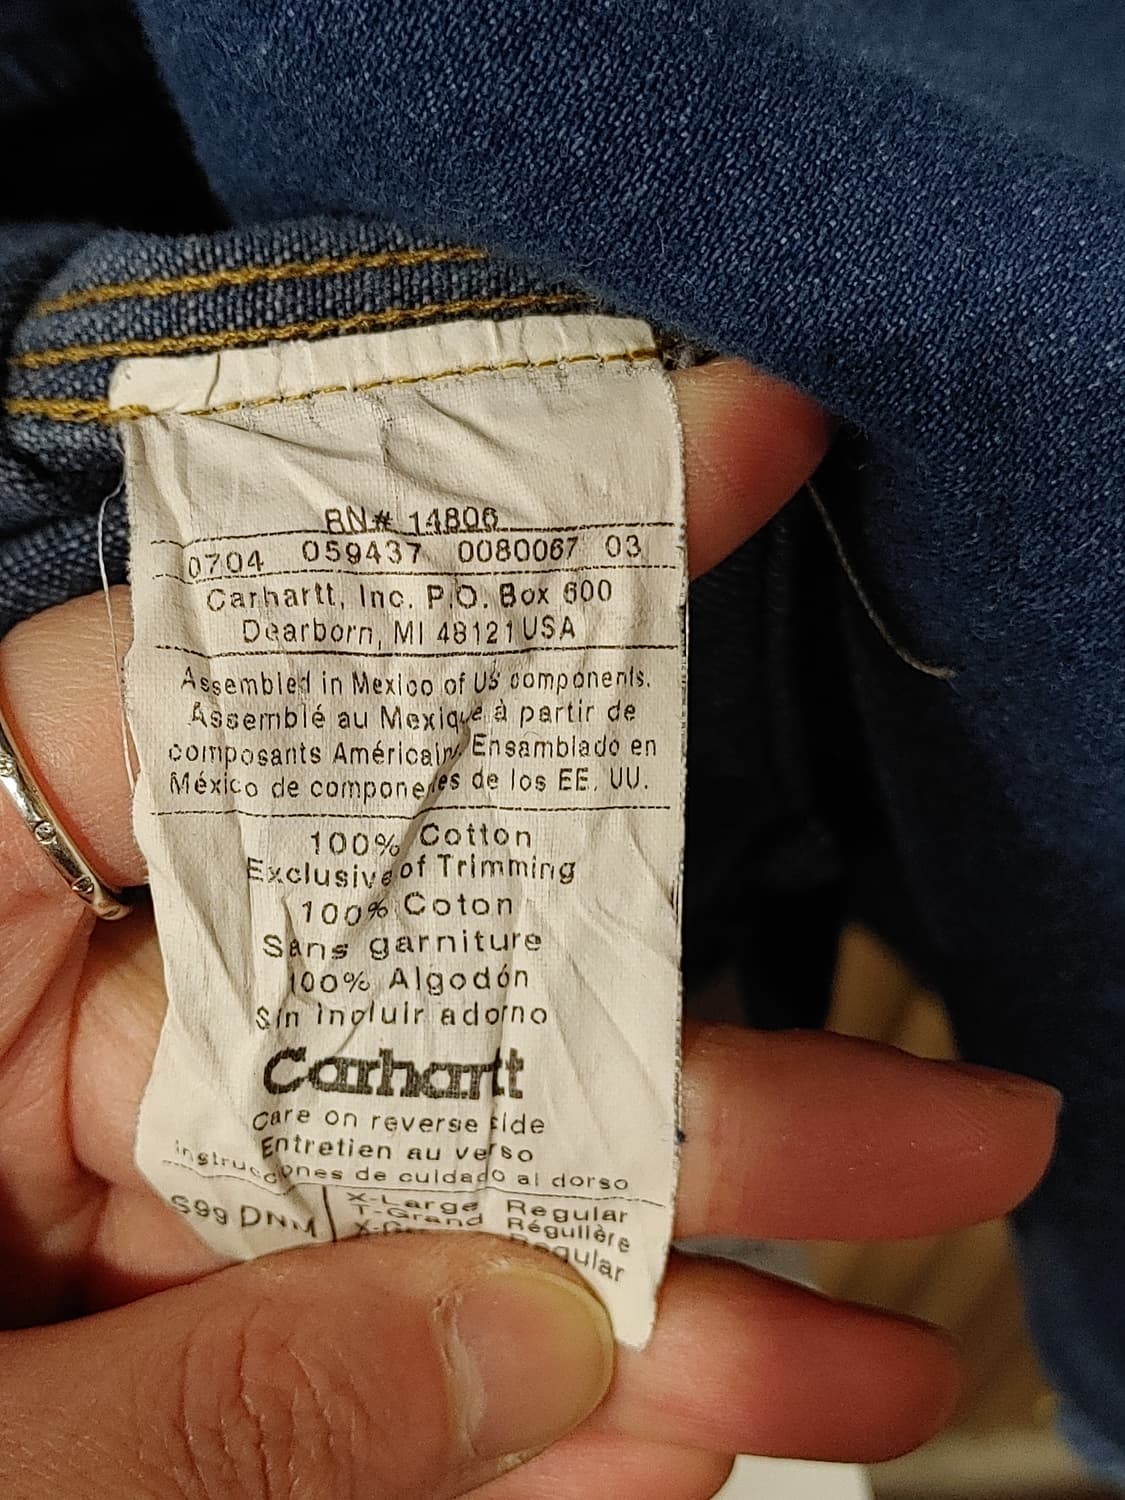 RN# 14806
0704 059437 0080067 03
Carhartt, Inc. P.O. Box 600
Dearborn, MI 48121 USA
Assembled in Mexico of US components.
Assemblé au Mexique à partir de
composants Américain Ensamblado en
México de componentes de los EE. UU.
100% Cotton
Exclusive of Trimming
100% Coton
Sans garniture
100% Algodón
Sin incluir adorno
Carhartt
Care on reverse side
Entretien au verso
instrucciones de cuidado al dorso
S99 DNM X-Large Regular
T-Grand Régulière